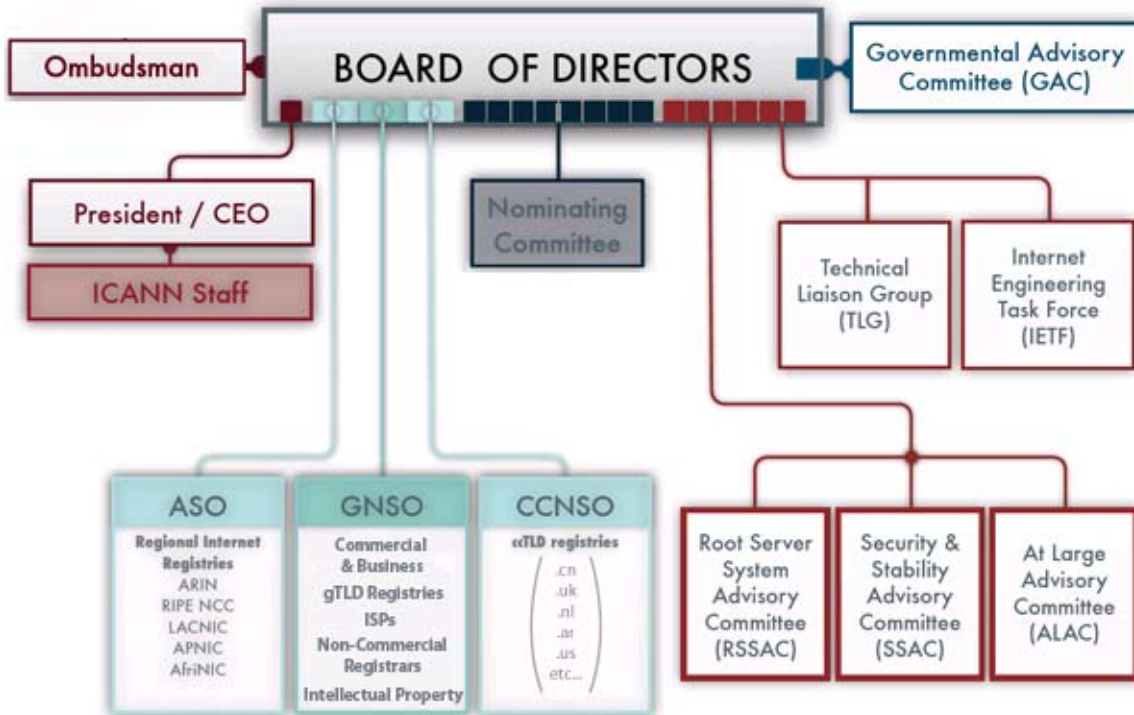 Ombudsman
BOARD OF DIRECTORS
Governmental Advisory
Committee (GAC)
President / CEO
ICANN Staff
Nominating
Committee
Technical
Liaison Group
(TLG)
Internet
Engineering
Task Force
(IETF)
ASO
Regional Internet
Registries
ARIN
RIPE NCC
LACNIC
APNIC
AfriNIC
GNSO
Commercial
& Business
gTLD Registries
ISPs
Non-Commercial
Registrars
Intellectual Property
CCNSO
ccTLD registries
.cn
.uk
.nl
.ar
.us
etc...
Root Server
System
Advisory
Committee
(RSSAC)
Security &
Stability
Advisory
Committee
(SSAC)
At Large
Advisory
Committee
(ALAC)